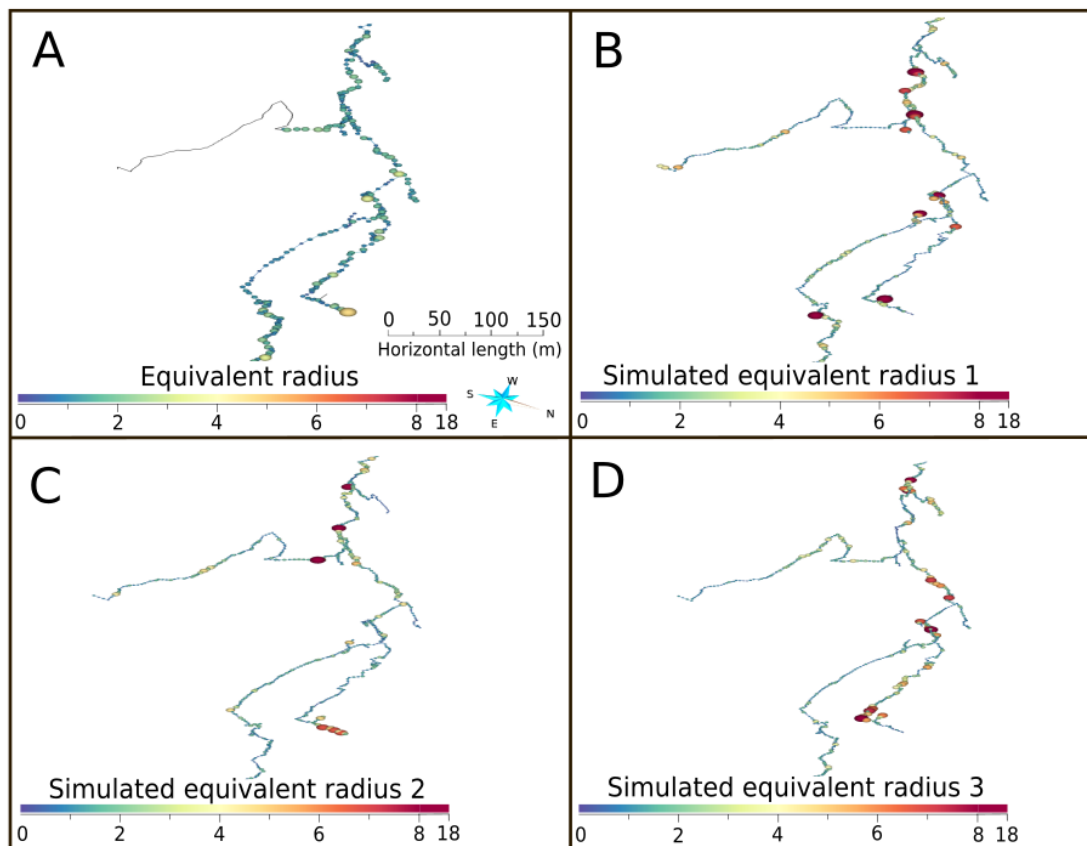 A
B
0 50 100 150
Horizontal length (m)
Equivalent radius
0 2 4 6 8 18
W
S
N
E
Simulated equivalent radius 1
0 2 4 6 8 18
C
D
Simulated equivalent radius 2
0 2 4 6 8 18
Simulated equivalent radius 3
0 2 4 6 8 18